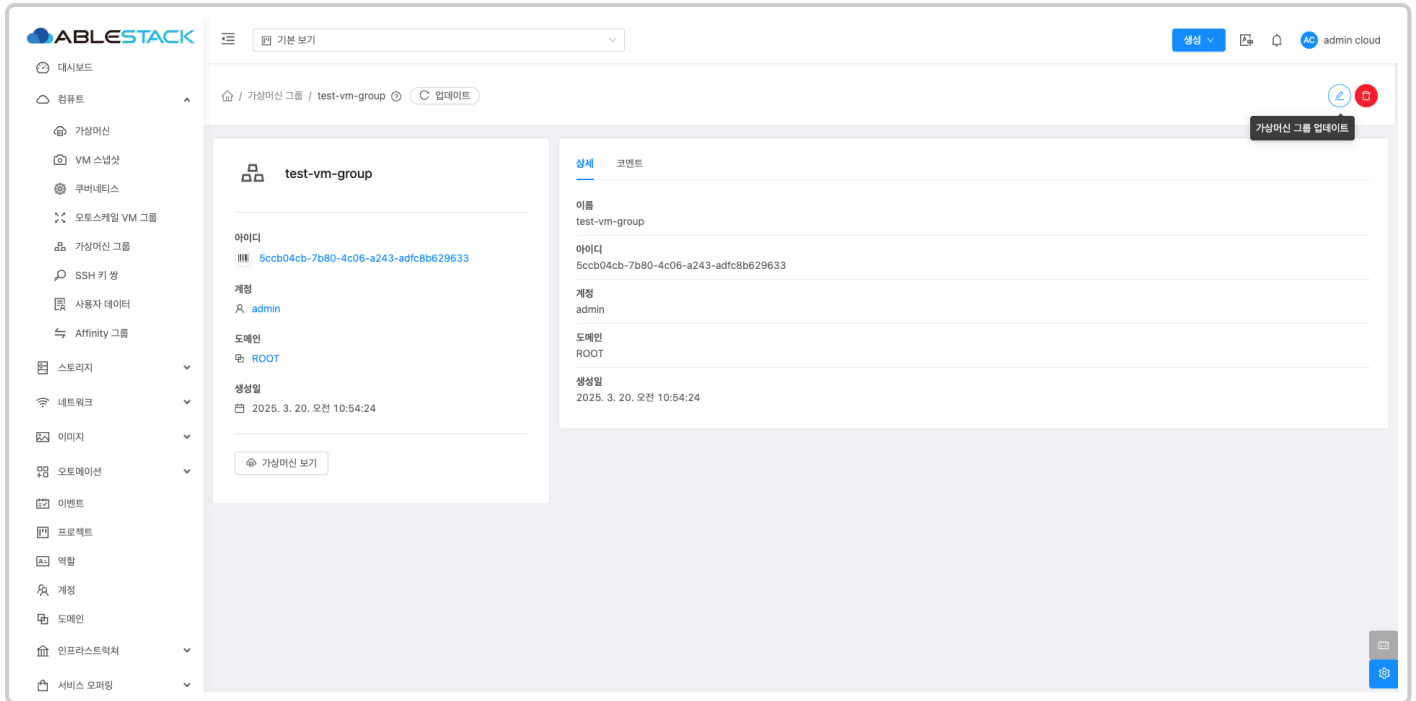 ABLESTACK
기본 보기
생성
AC
admin cloud
대시보드
컴퓨트
가상머신
VM 스냅샷
쿠버네티스
오토스케일 VM 그룹
가상머신 그룹
SSH 키 쌍
사용자 데이터
Affinity 그룹
스토리지
네트워크
이미지
오토메이션
이벤트
프로젝트
역할
계정
도메인
인프라스트럭쳐
서비스 오퍼링
/ 가상머신 그룹 / test-vm-group
업데이트
가상머신 그룹 업데이트
test-vm-group
아이디
5ccb04cb-7b80-4c06-a243-adfc8b629633
계정
admin
도메인
ROOT
생성일
2025. 3. 20. 오전 10:54:24
가상머신 보기
상세
코멘트
이름
test-vm-group
아이디
5ccb04cb-7b80-4c06-a243-adfc8b629633
계정
admin
도메인
ROOT
생성일
2025. 3. 20. 오전 10:54:24